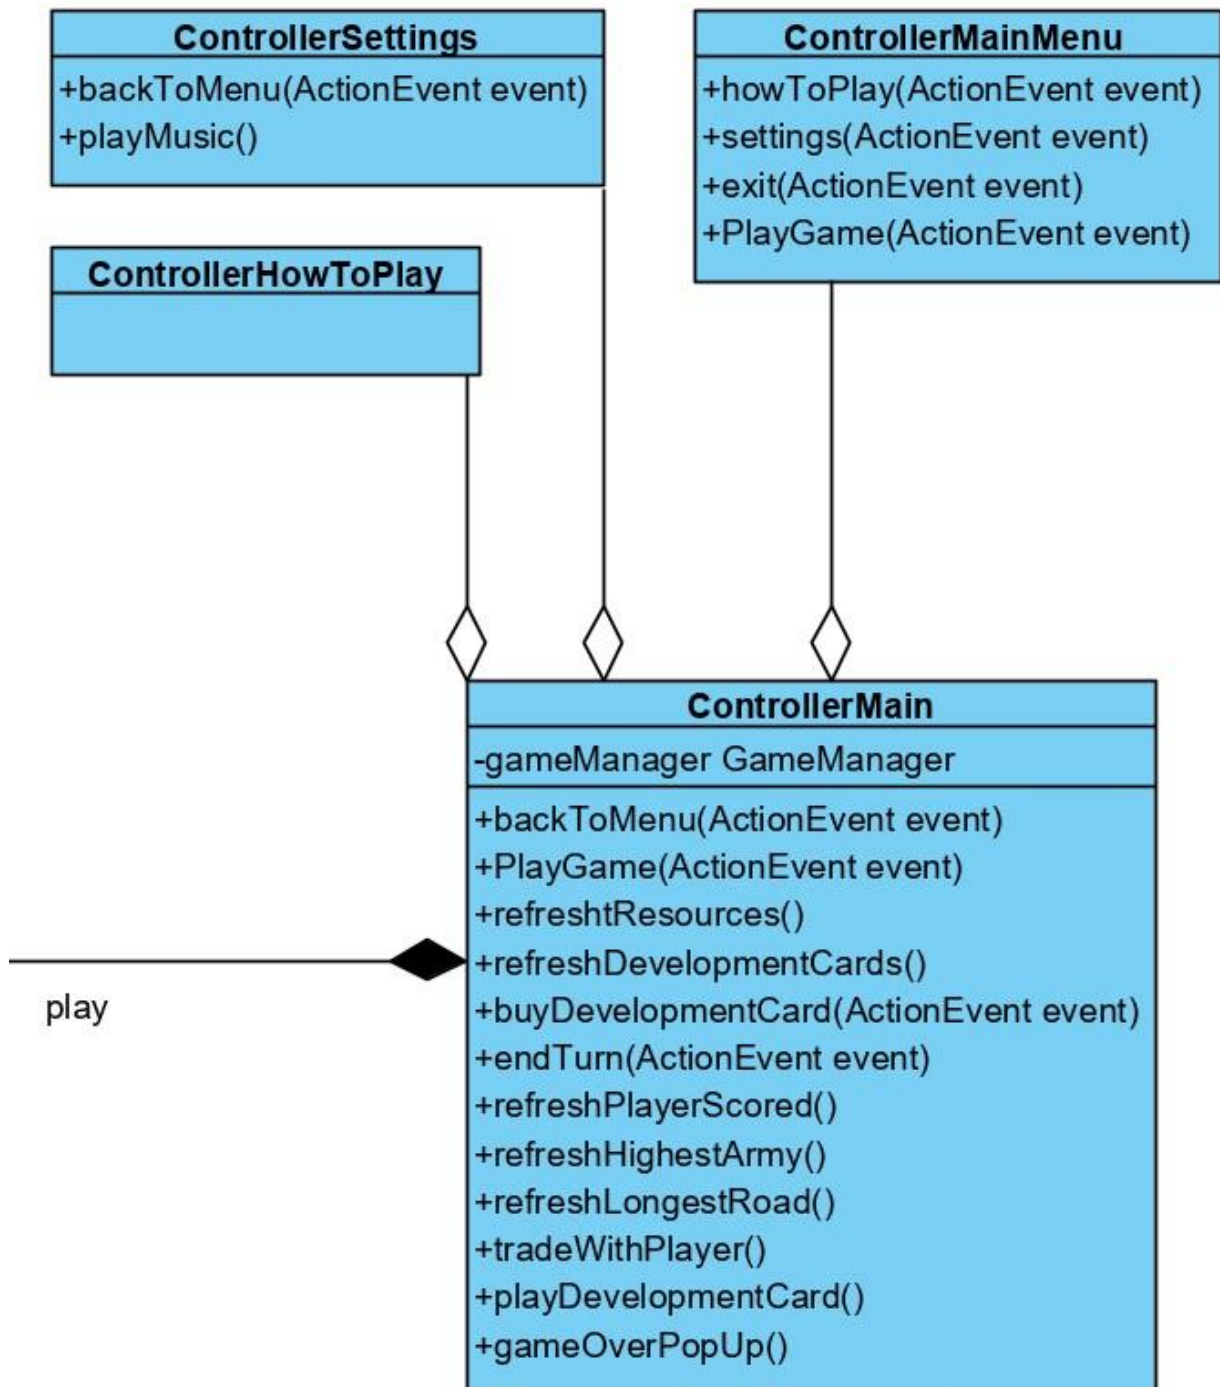 ControllerSettings
+backToMenu(ActionEvent event)
+playMusic()
ControllerMainMenu
+howToPlay(ActionEvent event)
+settings(ActionEvent event)
+exit(ActionEvent event)
+PlayGame(ActionEvent event)
ControllerHowToPlay
ControllerMain
-gameManager GameManager
+backToMenu(ActionEvent event)
+PlayGame(ActionEvent event)
+refreshtResources()
+refreshDevelopmentCards()
+buyDevelopmentCard(ActionEvent event)
+endTurn(ActionEvent event)
+refreshPlayerScored()
+refreshHighestArmy()
+refreshLongestRoad()
+tradeWithPlayer()
+playDevelopmentCard()
+gameOverPopUp()
play